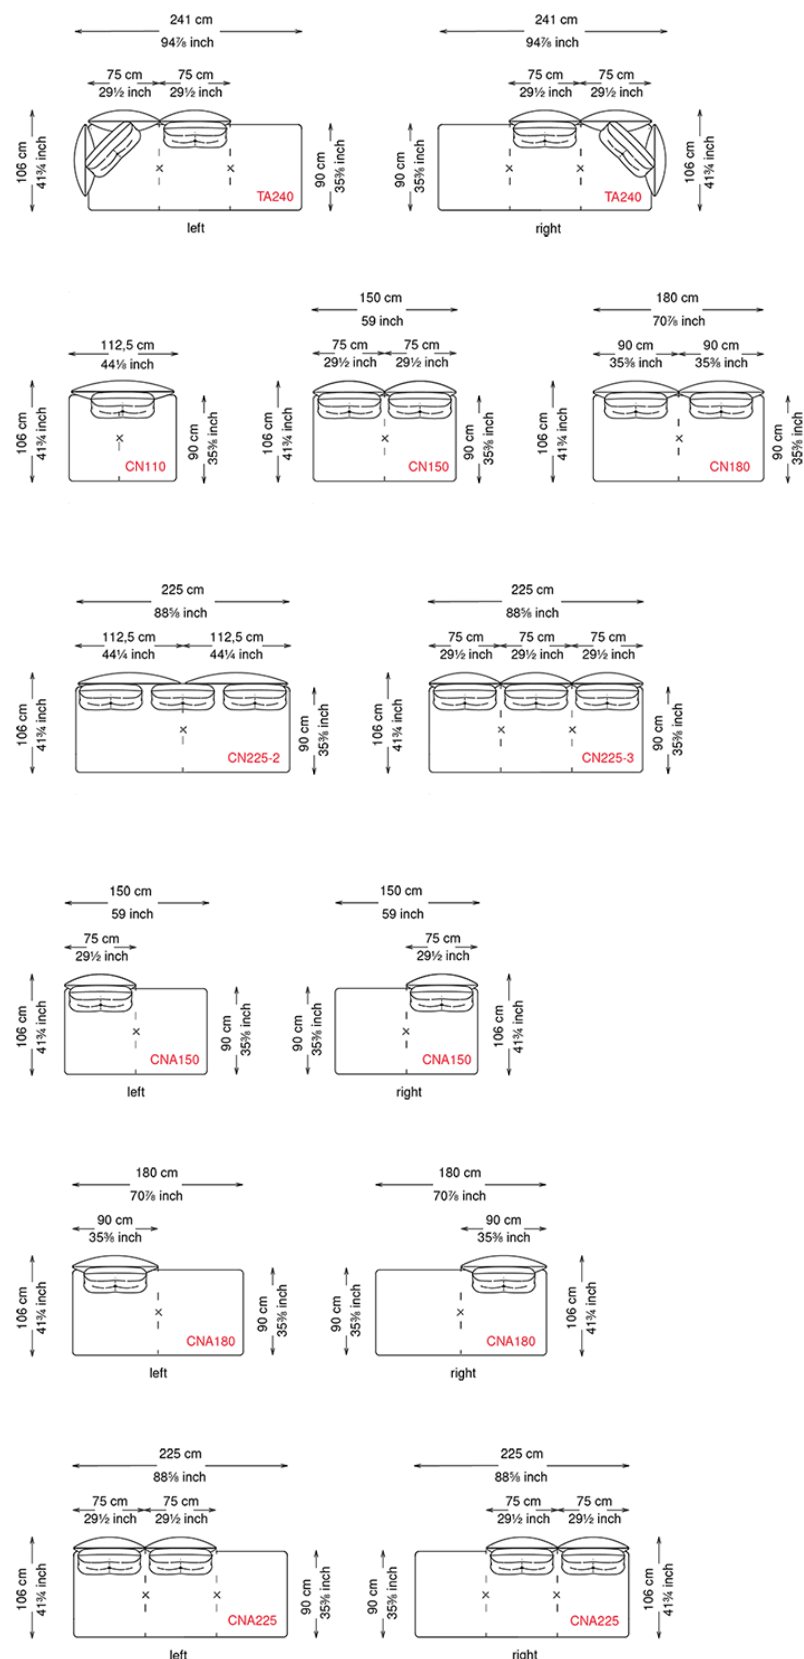 241 cm
94⅞ inch
75 cm
29½ inch
75 cm
29½ inch
106 cm
41¾ inch
90 cm
35⅜ inch
TA240
left
241 cm
94⅞ inch
75 cm
29½ inch
75 cm
29½ inch
90 cm
35⅜ inch
106 cm
41¾ inch
TA240
right
112,5 cm
44⅛ inch
106 cm
41¾ inch
90 cm
35⅜ inch
CN110
150 cm
59 inch
75 cm
29½ inch
75 cm
29½ inch
106 cm
41¾ inch
90 cm
35⅜ inch
CN150
180 cm
70⅞ inch
90 cm
35⅜ inch
90 cm
35⅜ inch
106 cm
41¾ inch
90 cm
35⅜ inch
CN180
225 cm
88⅝ inch
112,5 cm
44¼ inch
112,5 cm
44¼ inch
106 cm
41¾ inch
90 cm
35⅜ inch
CN225-2
225 cm
88⅝ inch
75 cm
29½ inch
75 cm
29½ inch
75 cm
29½ inch
106 cm
41¾ inch
90 cm
35⅜ inch
CN225-3
150 cm
59 inch
75 cm
29½ inch
106 cm
41¾ inch
90 cm
35⅜ inch
CNA150
left
150 cm
59 inch
75 cm
29½ inch
90 cm
35⅜ inch
106 cm
41¾ inch
CNA150
right
180 cm
70⅞ inch
90 cm
35⅜ inch
106 cm
41¾ inch
90 cm
35⅜ inch
CNA180
left
180 cm
70⅞ inch
90 cm
35⅜ inch
90 cm
35⅜ inch
106 cm
41¾ inch
CNA180
right
225 cm
88⅝ inch
75 cm
29½ inch
75 cm
29½ inch
106 cm
41¾ inch
90 cm
35⅜ inch
CNA225
left
225 cm
88⅝ inch
75 cm
29½ inch
75 cm
29½ inch
90 cm
35⅜ inch
106 cm
41¾ inch
CNA225
right